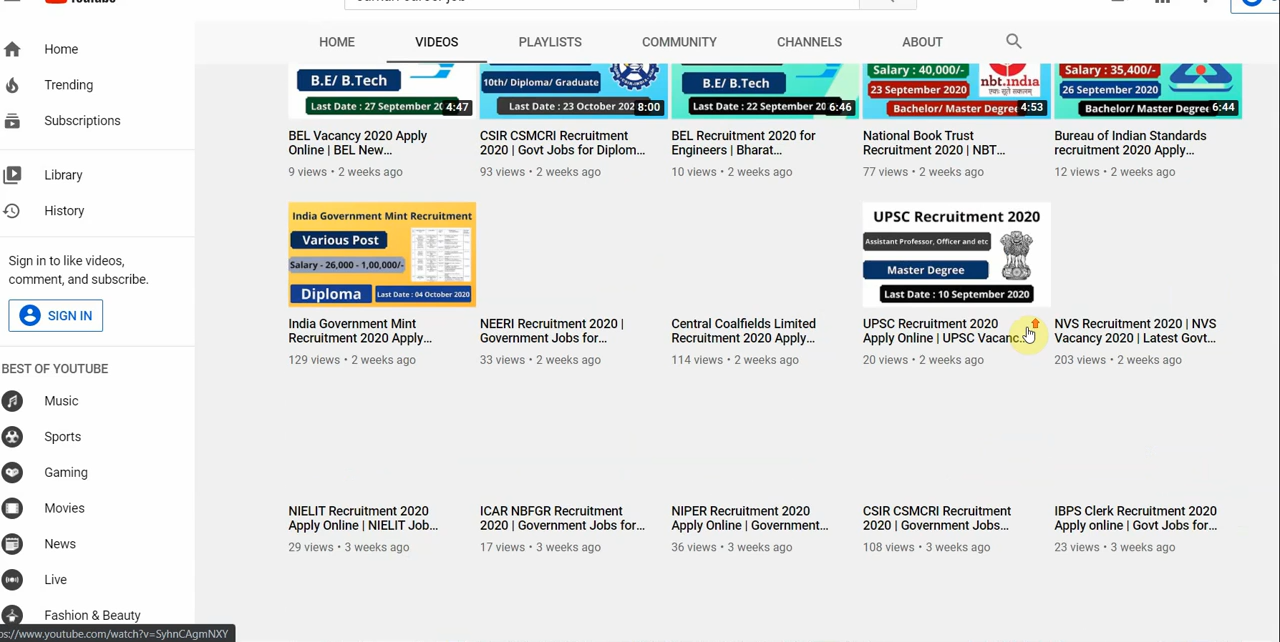 HOME
VIDEOS
PLAYLISTS
COMMUNITY
CHANNELS
ABOUT
Home
Trending
Subscriptions
Library
History
Sign in to like videos,
comment, and subscribe.
SIGN IN
BEST OF YOUTUBE
Music
Sports
Gaming
Movies
News
Live
Fashion & Beauty
B.E/ B.Tech
Last Date : 27 September 20
4:47
BEL Vacancy 2020 Apply
Online | BEL New...
9 views • 2 weeks ago
10th/ Diploma/ Graduate
Last Date : 23 October 202
8:00
CSIR CSMCRI Recruitment
2020 | Govt Jobs for Diplom...
93 views • 2 weeks ago
B.E/ B.Tech
Last Date : 22 September 20
6:46
BEL Recruitment 2020 for
Engineers | Bharat...
10 views • 2 weeks ago
Salary : 40,000/-
nbt.india
23 September 2020
Bachelor/ Master Degree
4:53
National Book Trust
Recruitment 2020 | NBT...
77 views • 2 weeks ago
Salary : 35,400/-
26 September 2020
Bachelor/ Master Degree
6:44
Bureau of Indian Standards
recruitment 2020 Apply...
12 views • 2 weeks ago
India Government Mint Recruitment
Various Post
Salary - 26,000 - 1,00,000/-
Diploma
Last Date : 04 October 2020
India Government Mint
Recruitment 2020 Apply...
129 views • 2 weeks ago
NEERI Recruitment 2020 |
Government Jobs for...
33 views • 2 weeks ago
Central Coalfields Limited
Recruitment 2020 Apply...
114 views • 2 weeks ago
UPSC Recruitment 2020
Assistant Professor, Officer and etc
Master Degree
Last Date : 10 September 2020
UPSC Recruitment 2020
Apply Online | UPSC Vacanc...
20 views • 2 weeks ago
NVS Recruitment 2020 | NVS
Vacancy 2020 | Latest Govt...
203 views • 2 weeks ago
NIELIT Recruitment 2020
Apply Online | NIELIT Job...
29 views • 3 weeks ago
ICAR NBFGR Recruitment
2020 | Government Jobs for...
17 views • 3 weeks ago
NIPER Recruitment 2020
Apply Online | Government...
36 views • 3 weeks ago
CSIR CSMCRI Recruitment
2020 | Government Jobs...
108 views • 3 weeks ago
IBPS Clerk Recruitment 2020
Apply online | Govt Jobs for...
23 views • 3 weeks ago
ps://www.youtube.com/watch?v=SyhnCAgmNXY